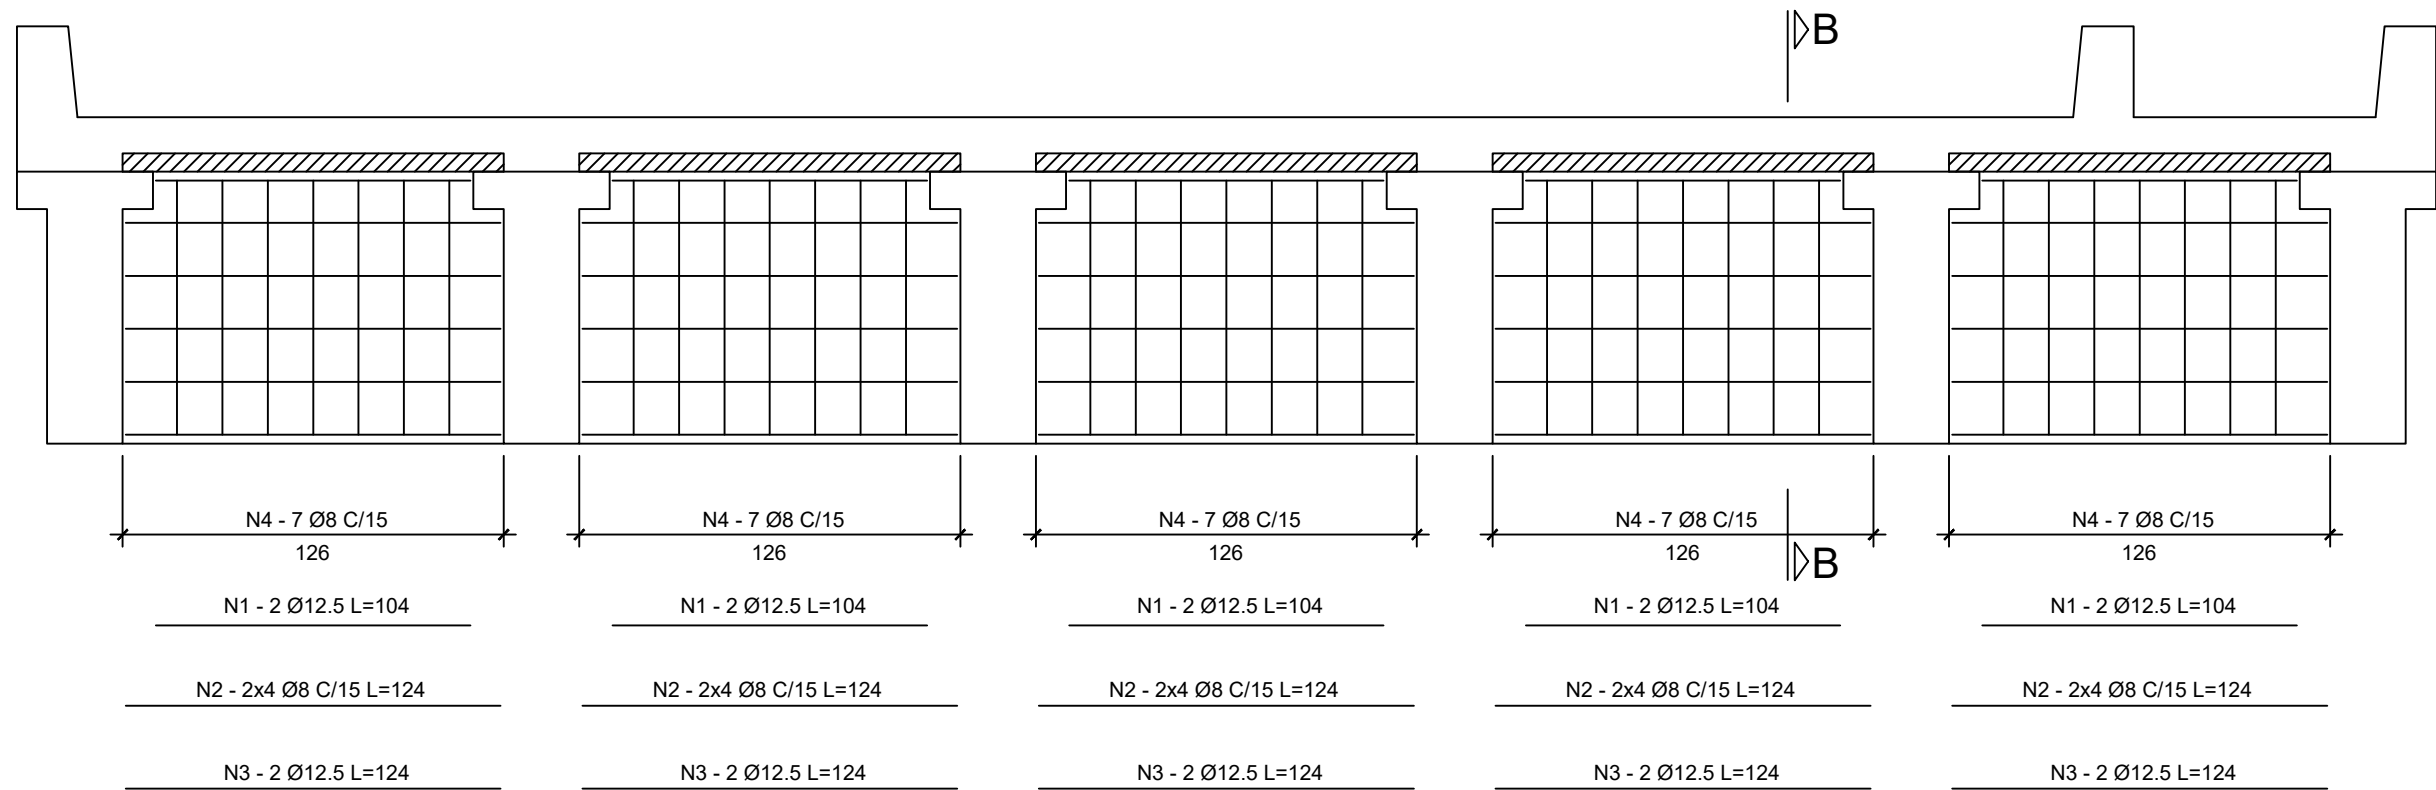 B
N4 - 7 Ø8 C/15 N4 - 7 Ø8 C/15 N4 - 7 Ø8 C/15 N4 - 7 Ø8 C/15 N4 - 7 Ø8 C/15
126 126 126 126 126
B
N1 - 2 Ø12.5 L=104 N1 - 2 Ø12.5 L=104 N1 - 2 Ø12.5 L=104 N1 - 2 Ø12.5 L=104 N1 - 2 Ø12.5 L=104
N2 - 2x4 Ø8 C/15 L=124 N2 - 2x4 Ø8 C/15 L=124 N2 - 2x4 Ø8 C/15 L=124 N2 - 2x4 Ø8 C/15 L=124 N2 - 2x4 Ø8 C/15 L=124
N3 - 2 Ø12.5 L=124 N3 - 2 Ø12.5 L=124 N3 - 2 Ø12.5 L=124 N3 - 2 Ø12.5 L=124 N3 - 2 Ø12.5 L=124